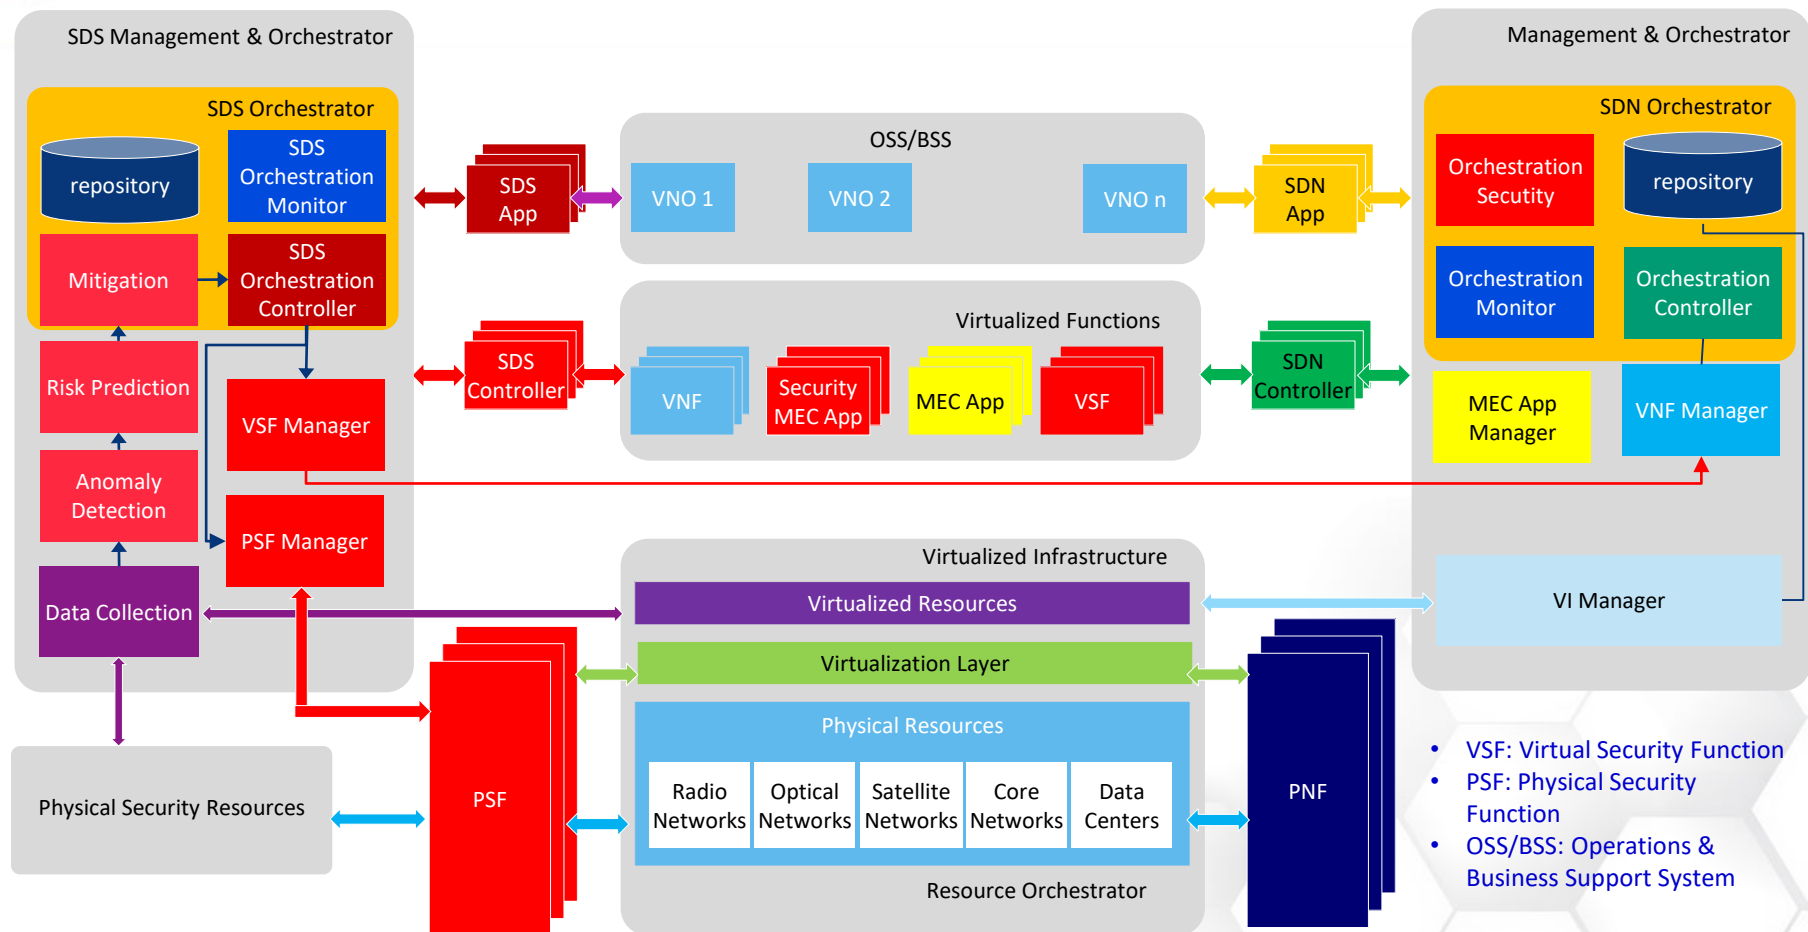 SDS Management & Orchestrator
SDS Orchestrator
repository
SDS
Orchestration
Monitor
Mitigation
SDS
Orchestration
Controller
Risk Prediction
VSF Manager
Anomaly
Detection
PSF Manager
Data Collection
Physical Security Resources
SDS
App
SDS
Controller
PSF
OSS/BSS
VNO 1
VNO 2
VNO n
Virtualized Functions
VNF
Security
MEC App
MEC App
VSF
Virtualized Infrastructure
Virtualized Resources
Virtualization Layer
Physical Resources
Radio
Networks
Optical
Networks
Satellite
Networks
Core
Networks
Data
Centers
Resource Orchestrator
SDN
App
SDN
Controller
PNF
Management & Orchestrator
SDN Orchestrator
Orchestration
Secutity
repository
Orchestration
Monitor
Orchestration
Controller
MEC App
Manager
VNF Manager
VI Manager
• VSF: Virtual Security Function
• PSF: Physical Security
Function
• OSS/BSS: Operations &
Business Support System